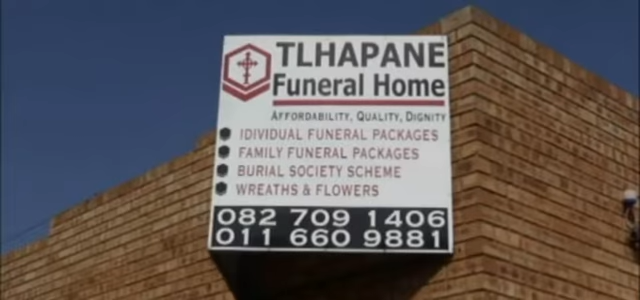 TLHAPANE
Funeral Home
AFFORDABILITY, QUALITY, DIGNITY
IDIVIDUAL FUNERAL PACKAGES
FAMILY FUNERAL PACKAGES
BURIAL SOCIETY SCHEME
WREATHS & FLOWERS
082 709 1406
011 660 9881